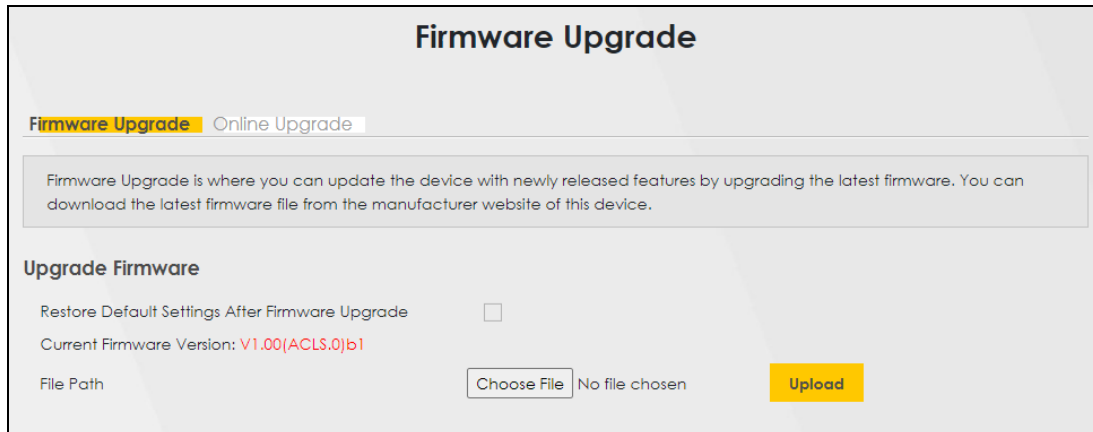 Firmware Upgrade
Firmware Upgrade Online Upgrade
Firmware Upgrade is where you can update the device with newly released features by upgrading the latest firmware. You can
download the latest firmware file from the manufacturer website of this device.
Upgrade Firmware
Restore Default Settings After Firmware Upgrade
Current Firmware Version: V1.00(ACLS.0)b1
File Path Choose File No file chosen Upload